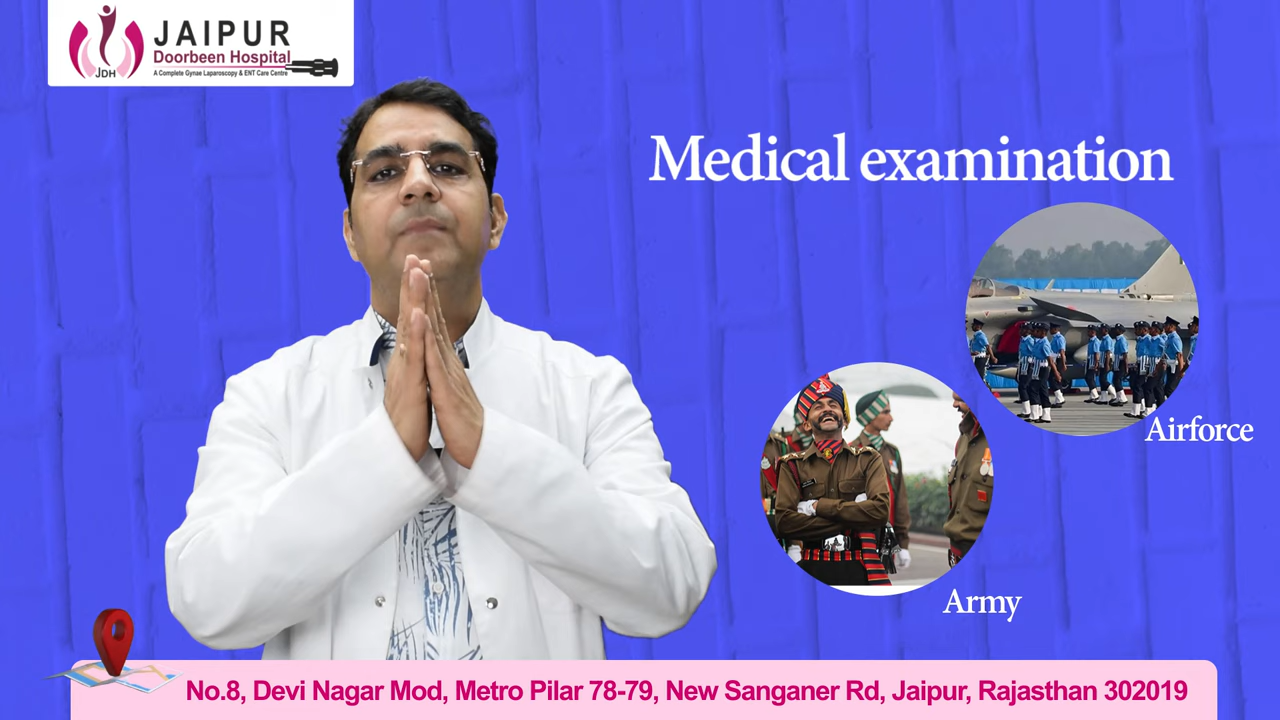 JAIPUR
Doorbeen Hospital
A Complete Gynae Laparoscopy & ENT Care Centre
JDH
Medical examination
Airforce
Army
No.8, Devi Nagar Mod, Metro Pilar 78-79, New Sanganer Rd, Jaipur, Rajasthan 302019